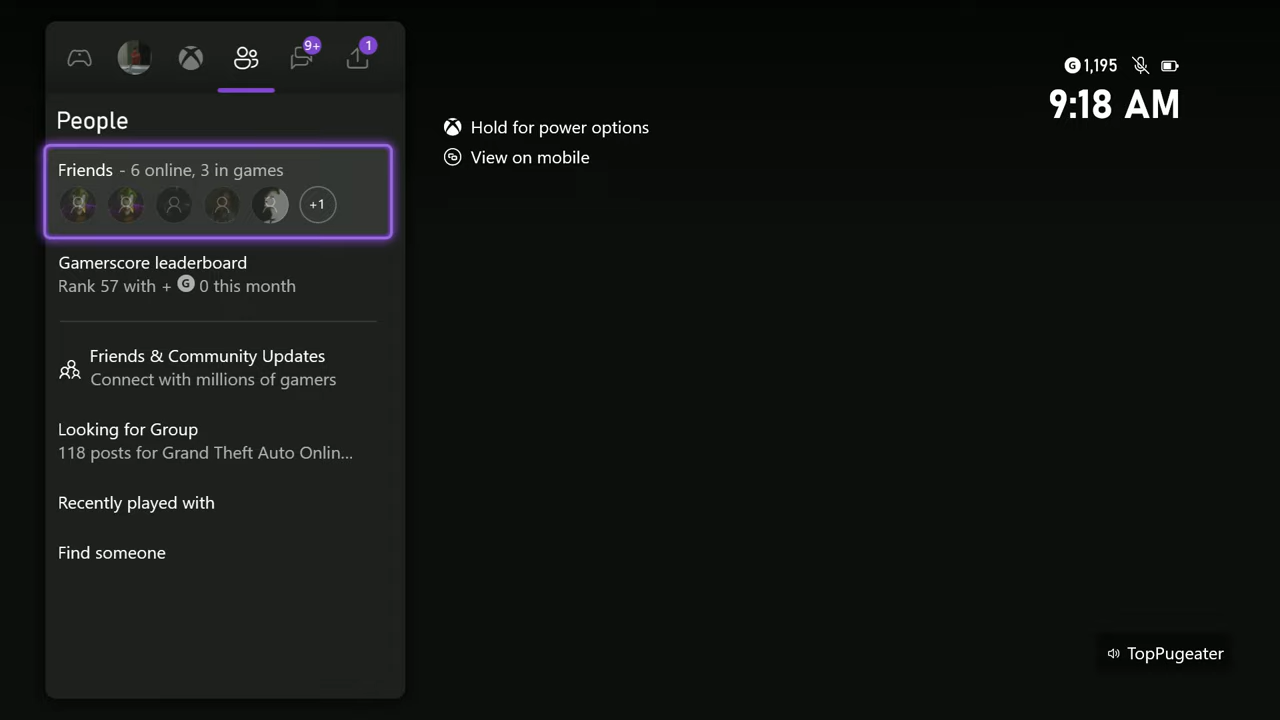 9+
1
G 1,195
9:18 AM
People
Hold for power options
View on mobile
Friends - 6 online, 3 in games
+1
Gamerscore leaderboard
Rank 57 with + G 0 this month
Friends & Community Updates
Connect with millions of gamers
Looking for Group
118 posts for Grand Theft Auto Onlin...
Recently played with
Find someone
TopPugeater